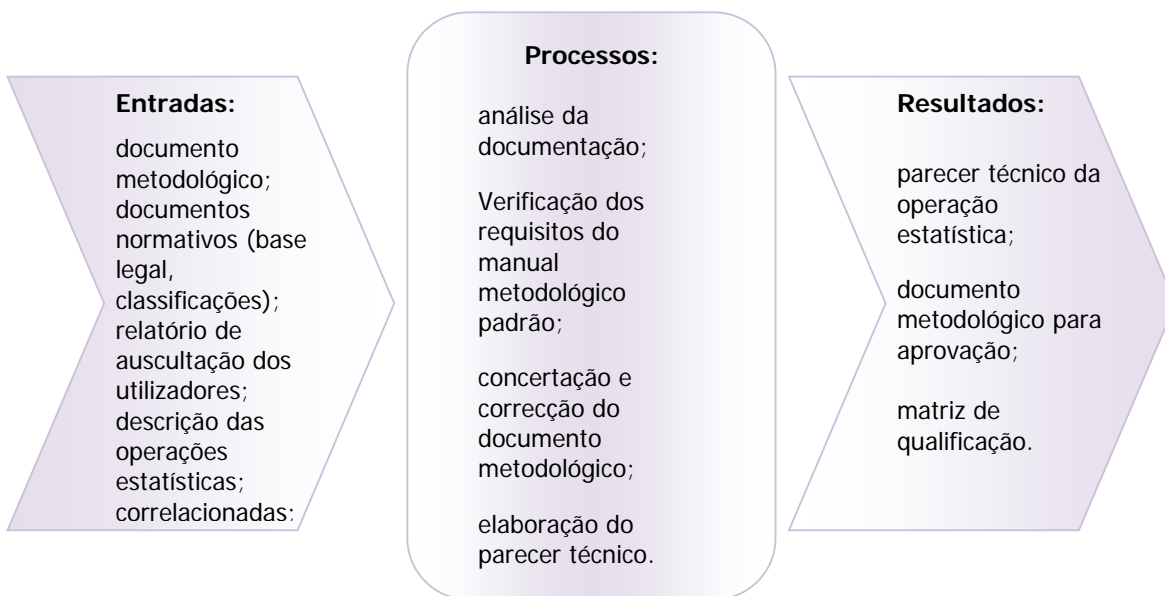 Entradas:
documento
metodológico;
documentos
normativos (base
legal,
classificações);
relatório de
auscultação dos
utilizadores;
descrição das
operações
estatísticas;
correlacionadas;
Processos:
análise da
documentação;
Verificação dos
requisitos do
manual
metodológico
padrão;
concertação e
correcção do
documento
metodológico;
elaboração do
parecer técnico.
Resultados:
parecer técnico da
operação
estatística;
documento
metodológico para
aprovação;
matriz de
qualificação.